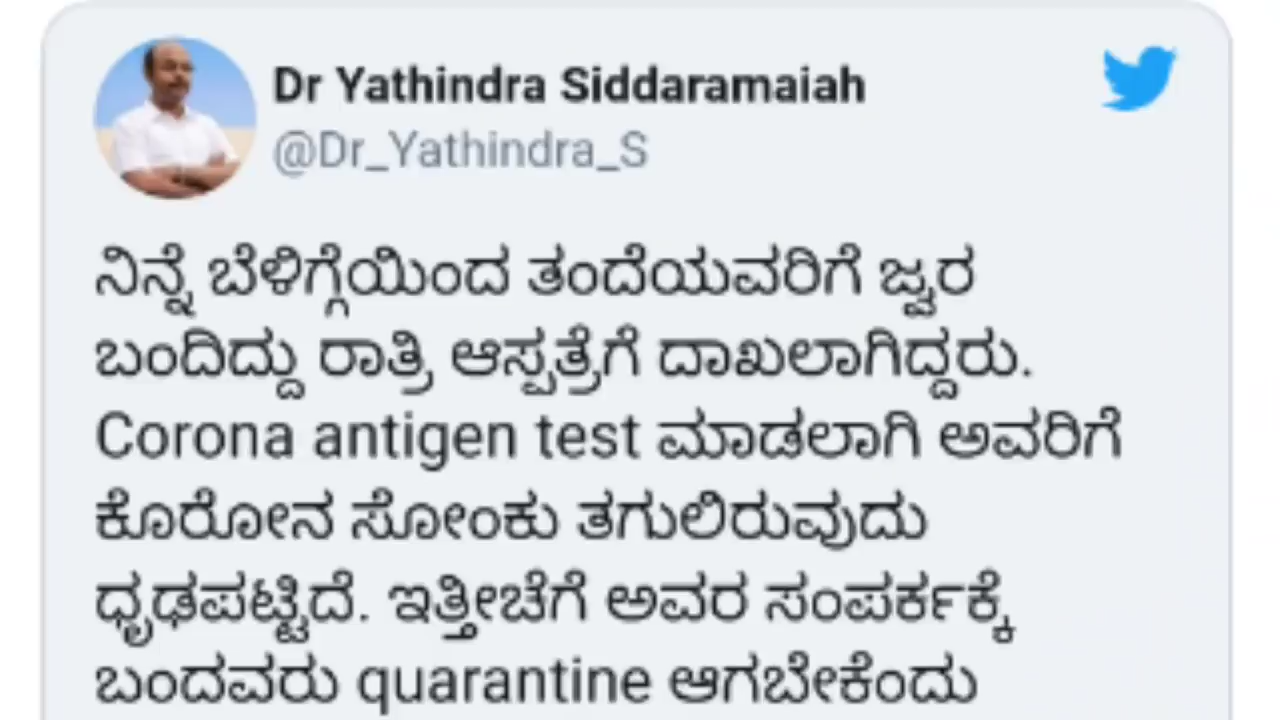 Dr Yathindra Siddaramaiah
@Dr_Yathindra_S
ನಿನ್ನೆ ಬೆಳಿಗ್ಗೆಯಿಂದ ತಂದೆಯವರಿಗೆ ಜ್ವರ
ಬಂದಿದ್ದು ರಾತ್ರಿ ಆಸ್ಪತ್ರೆಗೆ ದಾಖಲಾಗಿದ್ದರು.
Corona antigen test ಮಾಡಲಾಗಿ ಅವರಿಗೆ
ಕೊರೋನ ಸೋಂಕು ತಗುಲಿರುವುದು
ಧೃಢಪಟ್ಟಿದೆ. ಇತ್ತೀಚೆಗೆ ಅವರ ಸಂಪರ್ಕಕ್ಕೆ
ಬಂದವರು quarantine ಆಗಬೇಕೆಂದು